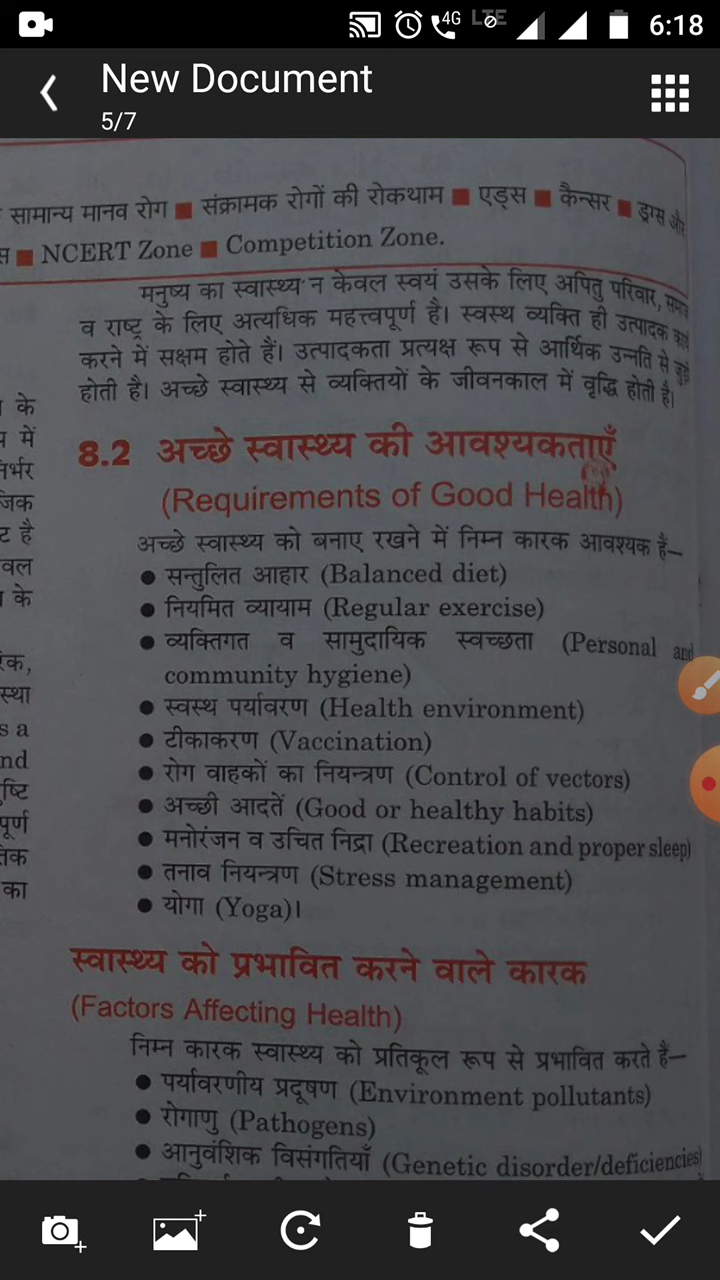 4G LTE 6:18
New Document
5/7
सामान्य मानव रोग ■ संक्रामक रोगों की रोकथाम ■ एड्स ■ कैन्सर ■ ड्रग्स और
■ NCERT Zone ■ Competition Zone.
मनुष्य का स्वास्थ्य न केवल स्वयं उसके लिए अपितु परिवार,
व राष्ट्र के लिए अत्यधिक महत्त्वपूर्ण है। स्वस्थ व्यक्ति ही उत्पादक कार्य
करने में सक्षम होते हैं। उत्पादकता प्रत्यक्ष रूप से आर्थिक उन्नति से जुड़ी
होती है। अच्छे स्वास्थ्य से व्यक्तियों के जीवनकाल में वृद्धि होती है।
के
में
8.2 अच्छे स्वास्थ्य की आवश्यकताएँ
(Requirements of Good Health)
है
के
अच्छे स्वास्थ्य को बनाए रखने में निम्न कारक आवश्यक हैं—
● सन्तुलित आहार (Balanced diet)
● नियमित व्यायाम (Regular exercise)
● व्यक्तिगत व सामुदायिक स्वच्छता (Personal and
community hygiene)
● स्वस्थ पर्यावरण (Health environment)
● टीकाकरण (Vaccination)
● रोग वाहकों का नियन्त्रण (Control of vectors)
● अच्छी आदतें (Good or healthy habits)
● मनोरंजन व उचित निद्रा (Recreation and proper sleep)
● तनाव नियन्त्रण (Stress management)
● योगा (Yoga)।
का
स्वास्थ्य को प्रभावित करने वाले कारक
(Factors Affecting Health)
निम्न कारक स्वास्थ्य को प्रतिकूल रूप से प्रभावित करते हैं—
● पर्यावरणीय प्रदूषण (Environment pollutants)
● रोगाणु (Pathogens)
● आनुवंशिक विसंगतियाँ (Genetic disorder/deficiencies)